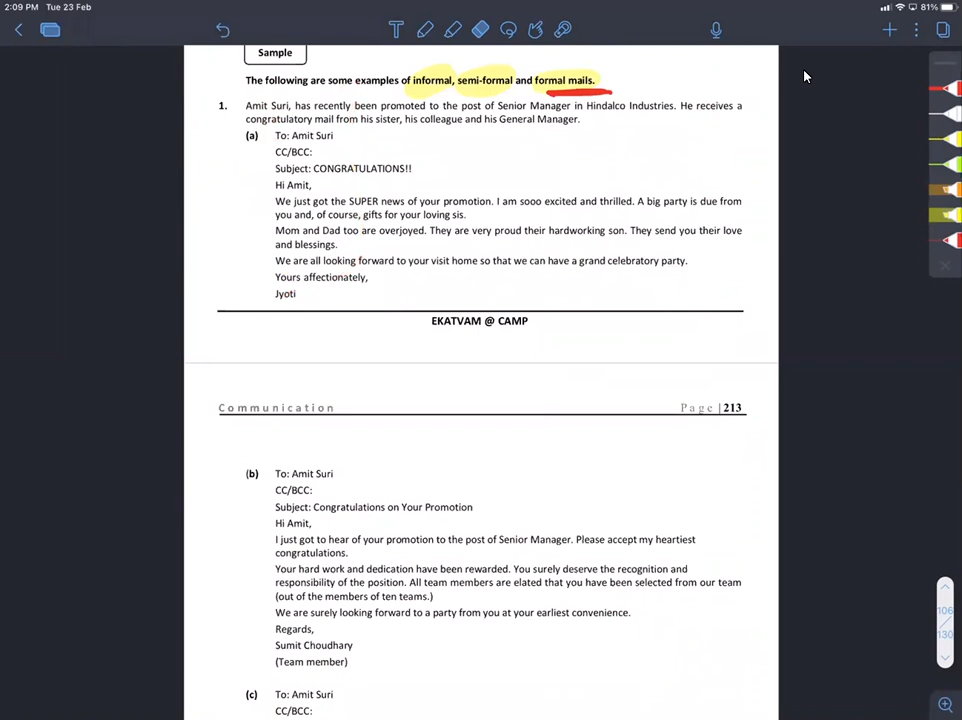 2:09 PM Tue 23 Feb
81%
Sample
The following are some examples of informal, semi-formal and formal mails.
1. Amit Suri, has recently been promoted to the post of Senior Manager in Hindalco Industries. He receives a
congratulatory mail from his sister, his colleague and his General Manager.
(a) To: Amit Suri
CC/BCC:
Subject: CONGRATULATIONS!!
Hi Amit,
We just got the SUPER news of your promotion. I am sooo excited and thrilled. A big party is due from
you and, of course, gifts for your loving sis.
Mom and Dad too are overjoyed. They are very proud their hardworking son. They send you their love
and blessings.
We are all looking forward to your visit home so that we can have a grand celebratory party.
Yours affectionately,
Jyoti
EKATVAM @ CAMP
Communication Page |213
(b) To: Amit Suri
CC/BCC:
Subject: Congratulations on Your Promotion
Hi Amit,
I just got to hear of your promotion to the post of Senior Manager. Please accept my heartiest
congratulations.
Your hard work and dedication have been rewarded. You surely deserve the recognition and
responsibility of the position. All team members are elated that you have been selected from our team
(out of the members of ten teams.)
We are surely looking forward to a party from you at your earliest convenience.
Regards,
Sumit Choudhary
(Team member)
(c) To: Amit Suri
CC/BCC:
106
130